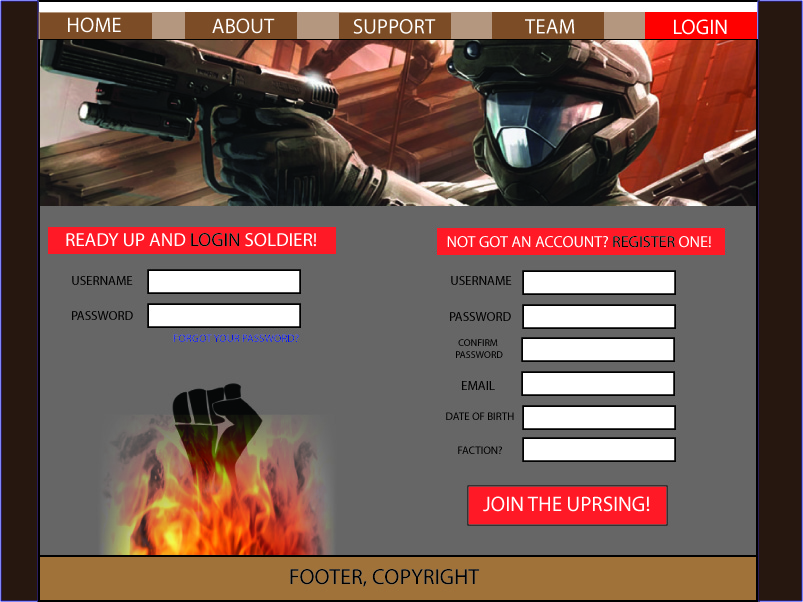 HOME ABOUT SUPPORT TEAM LOGIN
READY UP AND LOGIN SOLDIER!
USERNAME
PASSWORD
FORGOT YOUR PASSWORD?
NOT GOT AN ACCOUNT? REGISTER ONE!
USERNAME
PASSWORD
CONFIRM
PASSWORD
EMAIL
DATE OF BIRTH
FACTION?
JOIN THE UPRSING!
FOOTER, COPYRIGHT